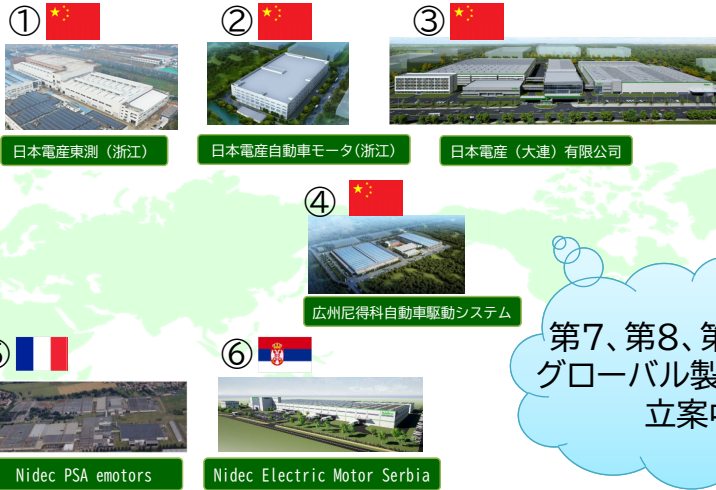 ① ② ③
日本電産東測（浙江）
日本電産自動車モータ(浙江)
日本電産（大連）有限公司
④
広州尼得科自動車駆動システム
⑥
第7、第8、第
グローバル製
立案中
Nidec PSA emotors
Nidec Electric Motor Serbia